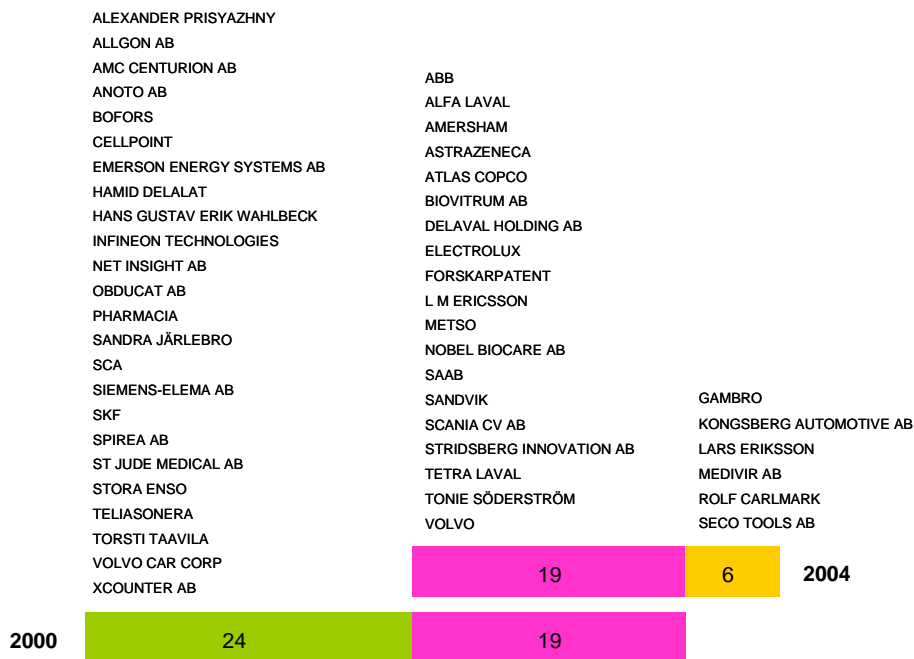 ALEXANDER PRISYAZHNY
ALLGON AB
AMC CENTURION AB
ANOTO AB
BOFORS
CELLPOINT
EMERSON ENERGY SYSTEMS AB
HAMID DELALAT
HANS GUSTAV ERIK WAHLBECK
INFINEON TECHNOLOGIES
NET INSIGHT AB
OBDUCAT AB
PHARMACIA
SANDRA JÄRLEBRO
SCA
SIEMENS-ELEMA AB
SKF
SPIREA AB
ST JUDE MEDICAL AB
STORA ENSO
TELIASONERA
TORSTI TAAVILA
VOLVO CAR CORP
XCOUNTER AB
ABB
ALFA LAVAL
AMERSHAM
ASTRAZENECA
ATLAS COPCO
BIOVITRUM AB
DELAVAL HOLDING AB
ELECTROLUX
FORSKARPATENT
L M ERICSSON
METSO
NOBEL BIOCARE AB
SAAB
SANDVIK
SCANIA CV AB
STRIDSBERG INNOVATION AB
TETRA LAVAL
TONIE SÖDERSTRÖM
VOLVO
GAMBRO
KONGSBERG AUTOMOTIVE AB
LARS ERIKSSON
MEDIVIR AB
ROLF CARLMARK
SECO TOOLS AB
19 6 2004
2000 24 19